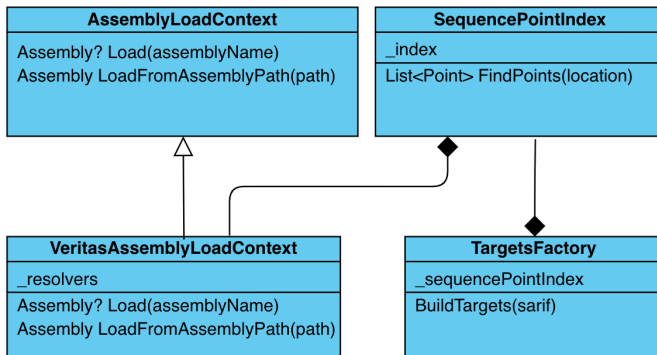 AssemblyLoadContext
Assembly? Load(assemblyName)
Assembly LoadFromAssemblyPath(path)
SequencePointIndex
_index
List<Point> FindPoints(location)
VeritasAssemblyLoadContext
_resolvers
Assembly? Load(assemblyName)
Assembly LoadFromAssemblyPath(path)
TargetsFactory
_sequencePointIndex
BuildTargets(sarif)